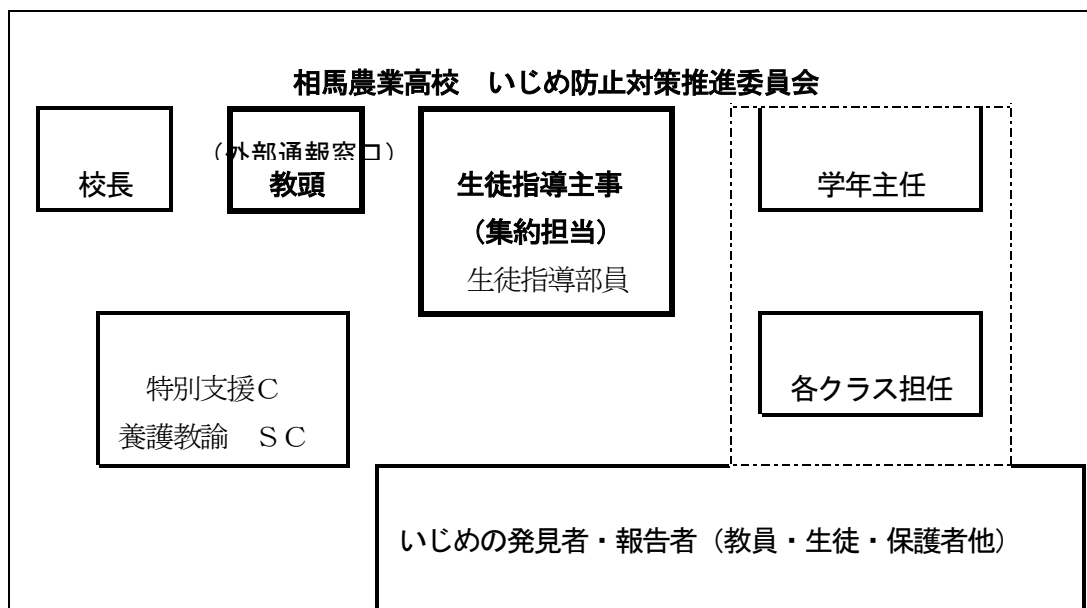 相馬農業高校　いじめ防止対策推進委員会
（外部通報窓口）
校長
教頭
生徒指導主事
（集約担当）
生徒指導部員
学年主任
特別支援Ｃ
養護教諭　ＳＣ
各クラス担任
いじめの発見者・報告者（教員・生徒・保護者他）